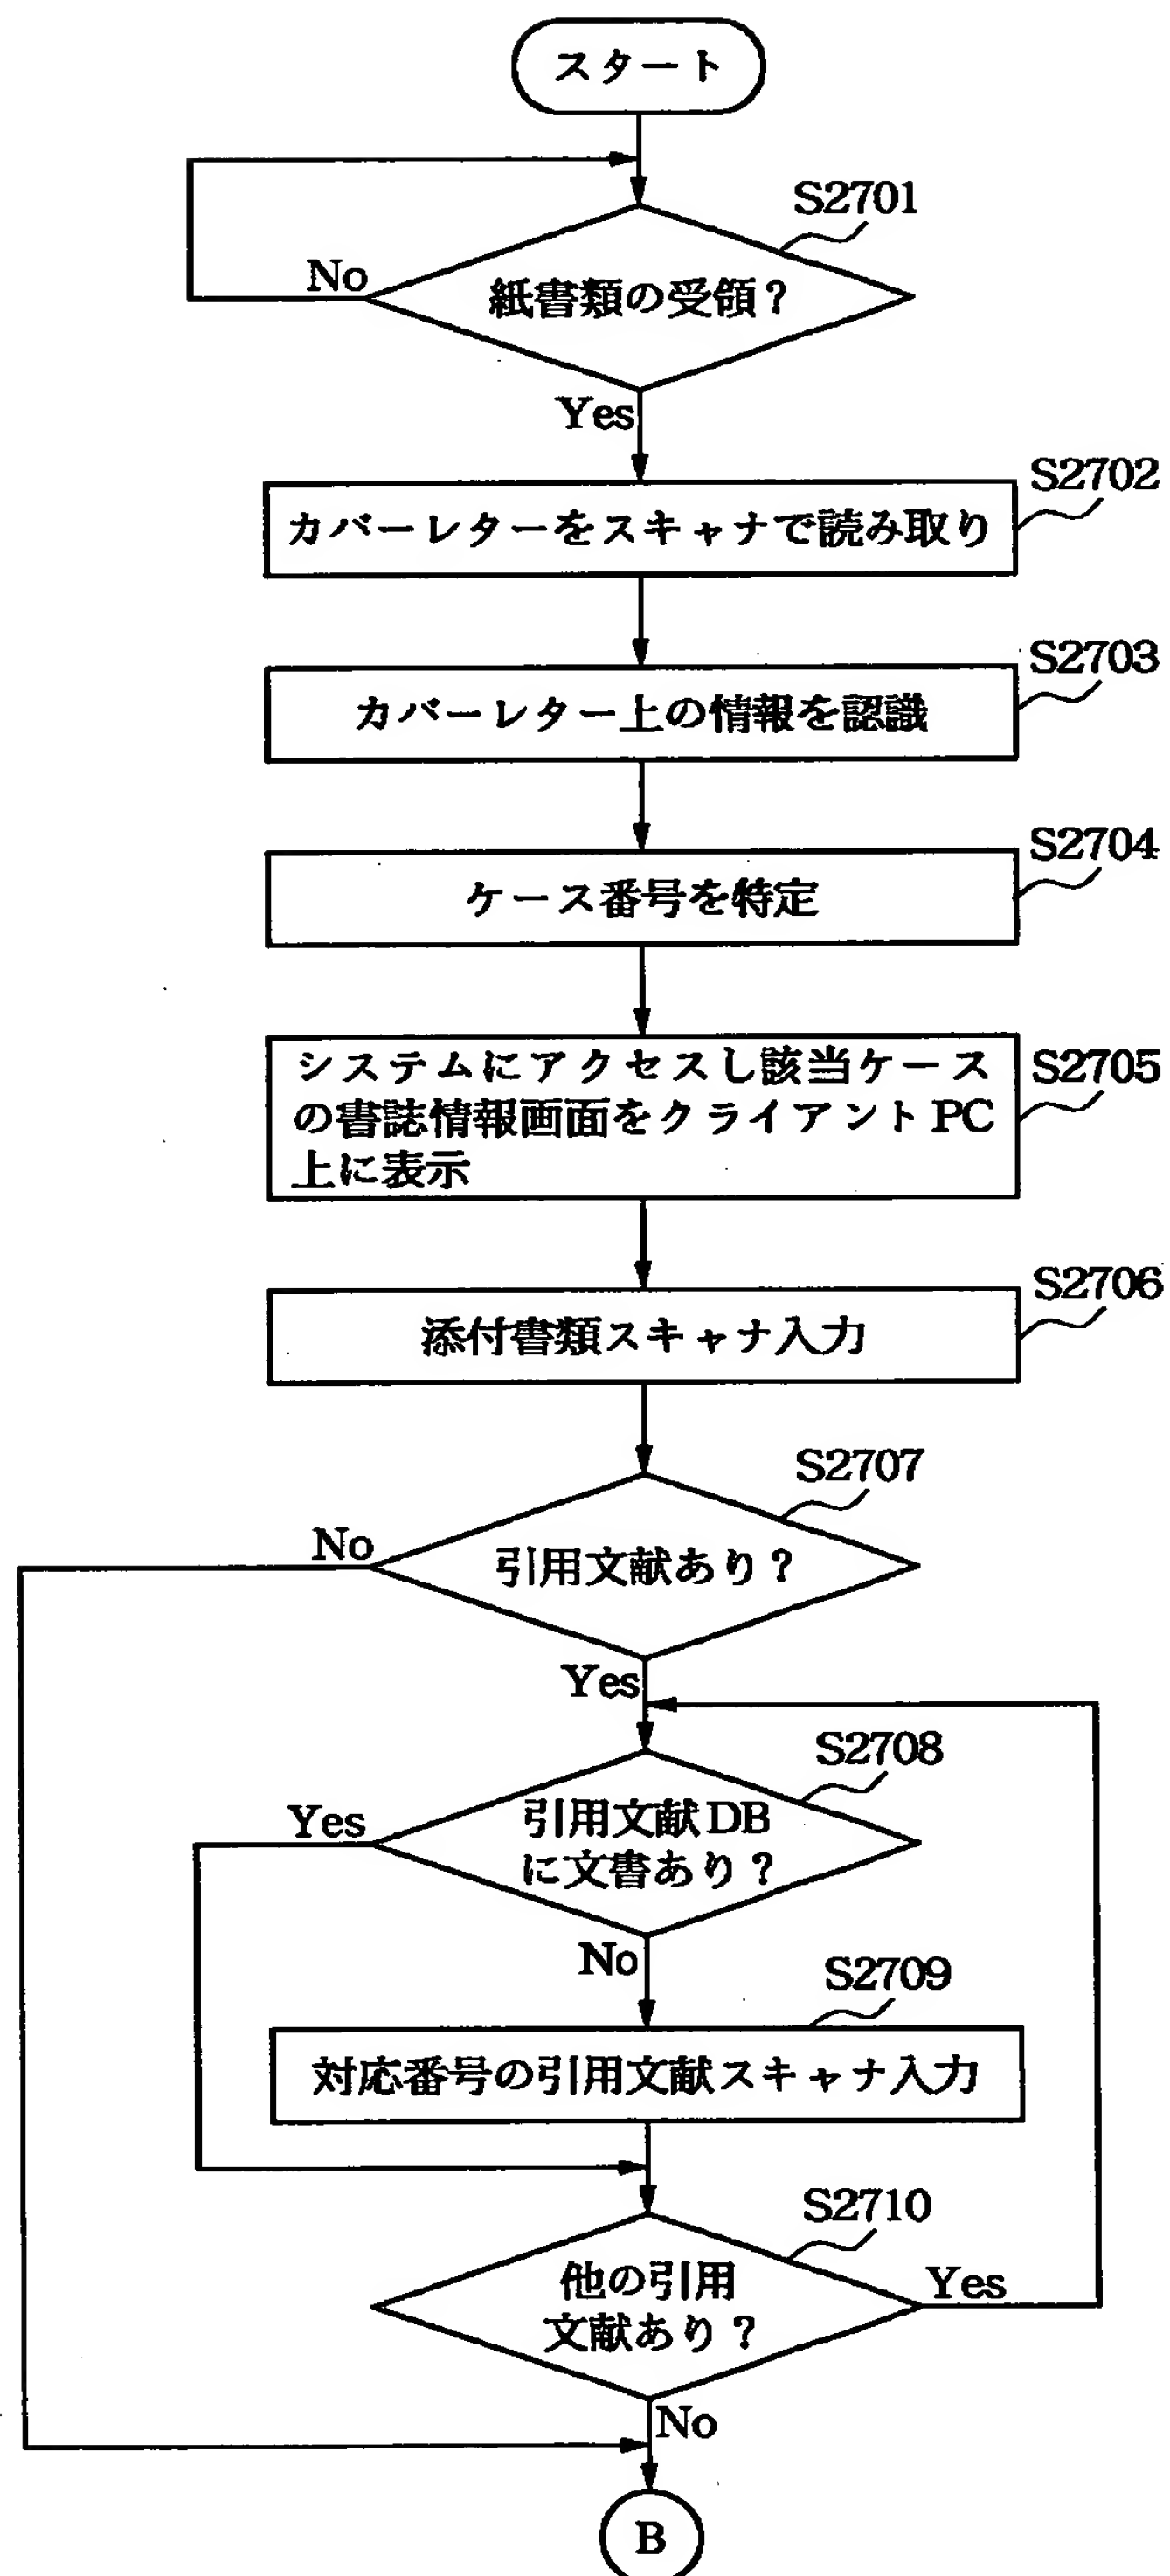 スタート
S2701
No
紙書類の受領？
Yes
S2702
カバーレターをスキャナで読み取り
S2703
カバーレター上の情報を認識
S2704
ケース番号を特定
S2705
システムにアクセスし該当ケース
の書誌情報画面をクライアントPC
上に表示
S2706
添付書類スキャナ入力
S2707
No
引用文献あり？
Yes
S2708
Yes
引用文献DB
に文書あり？
No
S2709
対応番号の引用文献スキャナ入力
S2710
他の引用
文献あり？
Yes
No
B